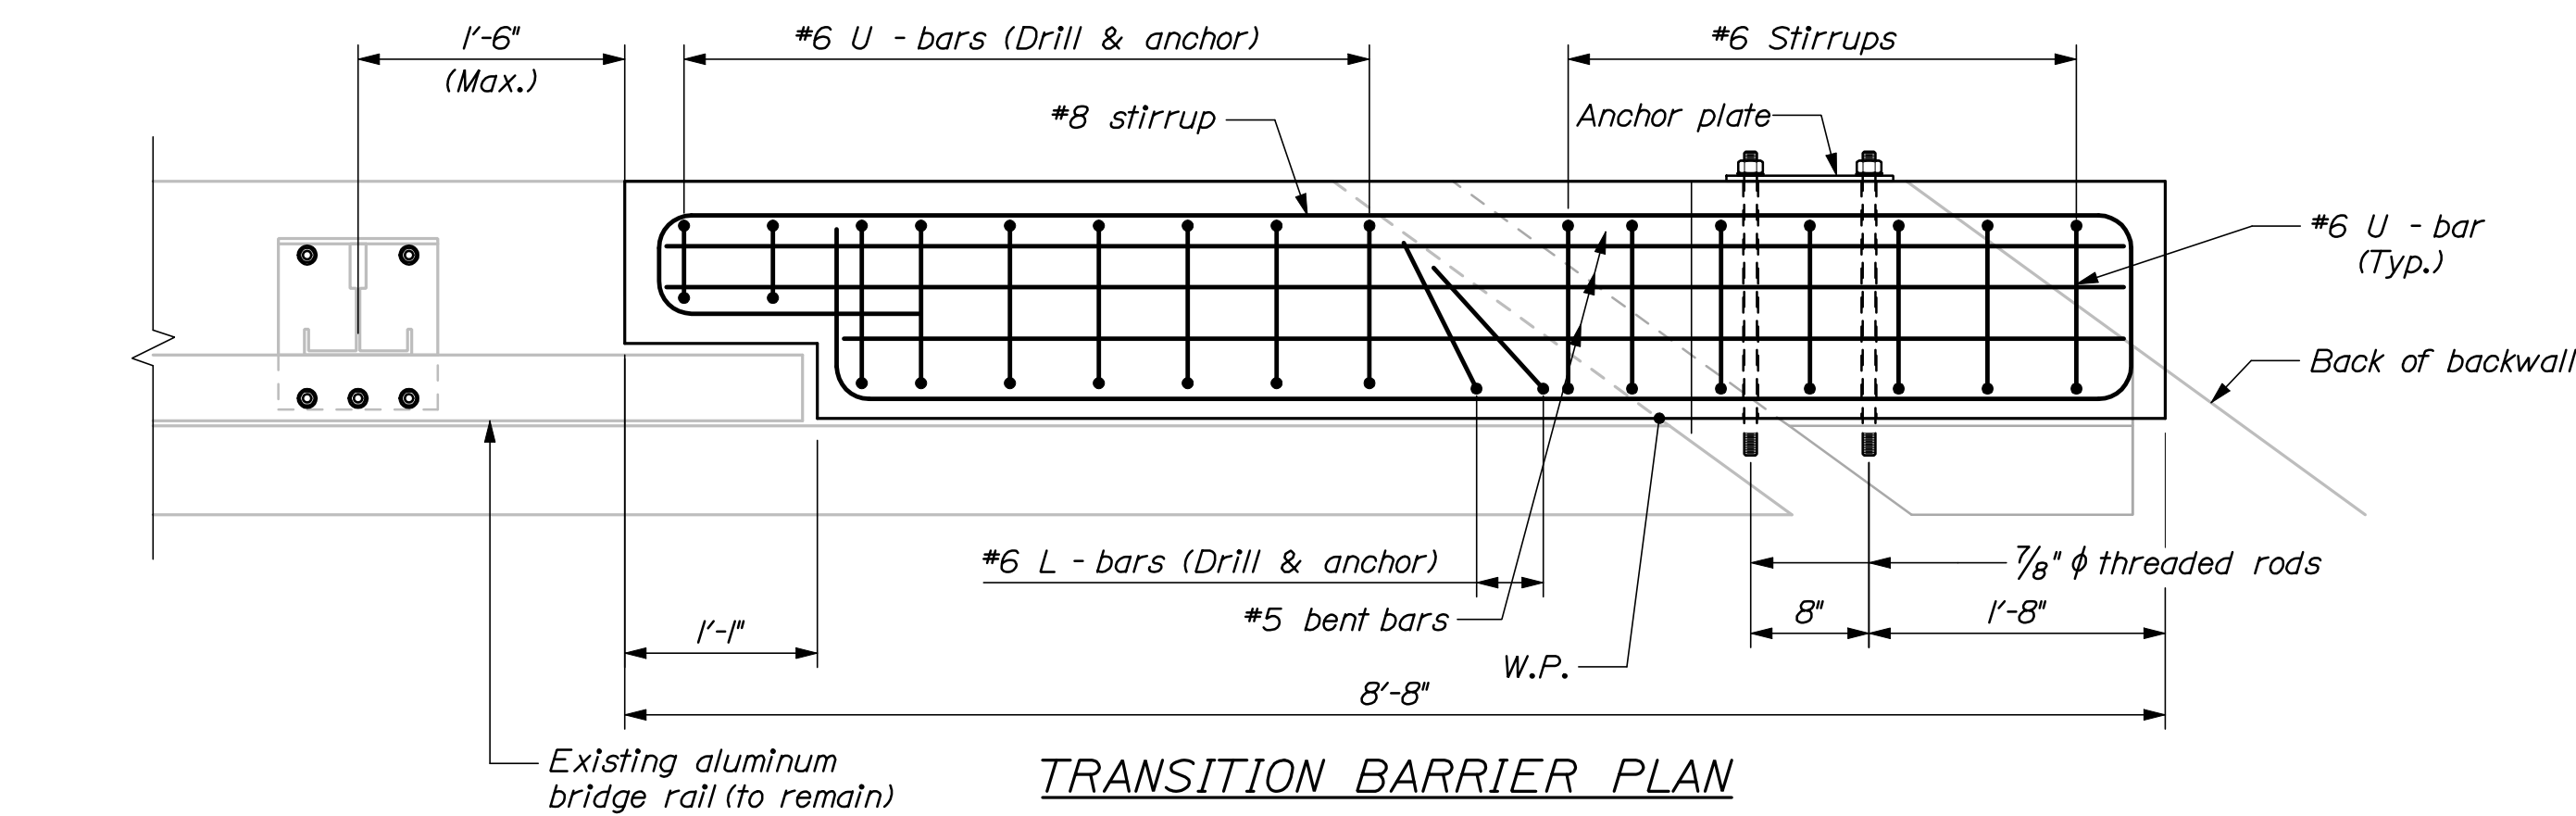 1'-6"
(Max.)
#6 U - bars (Drill & anchor)
#6 Stirrups
#8 stirrup
Anchor plate
#6 U - bar
(Typ.)
Back of backwall
#6 L - bars (Drill & anchor)
7/8" ϕ threaded rods
#5 bent bars
8"
1'-8"
1'-1"
W.P.
8'-8"
Existing aluminum
bridge rail (to remain)
TRANSITION BARRIER PLAN